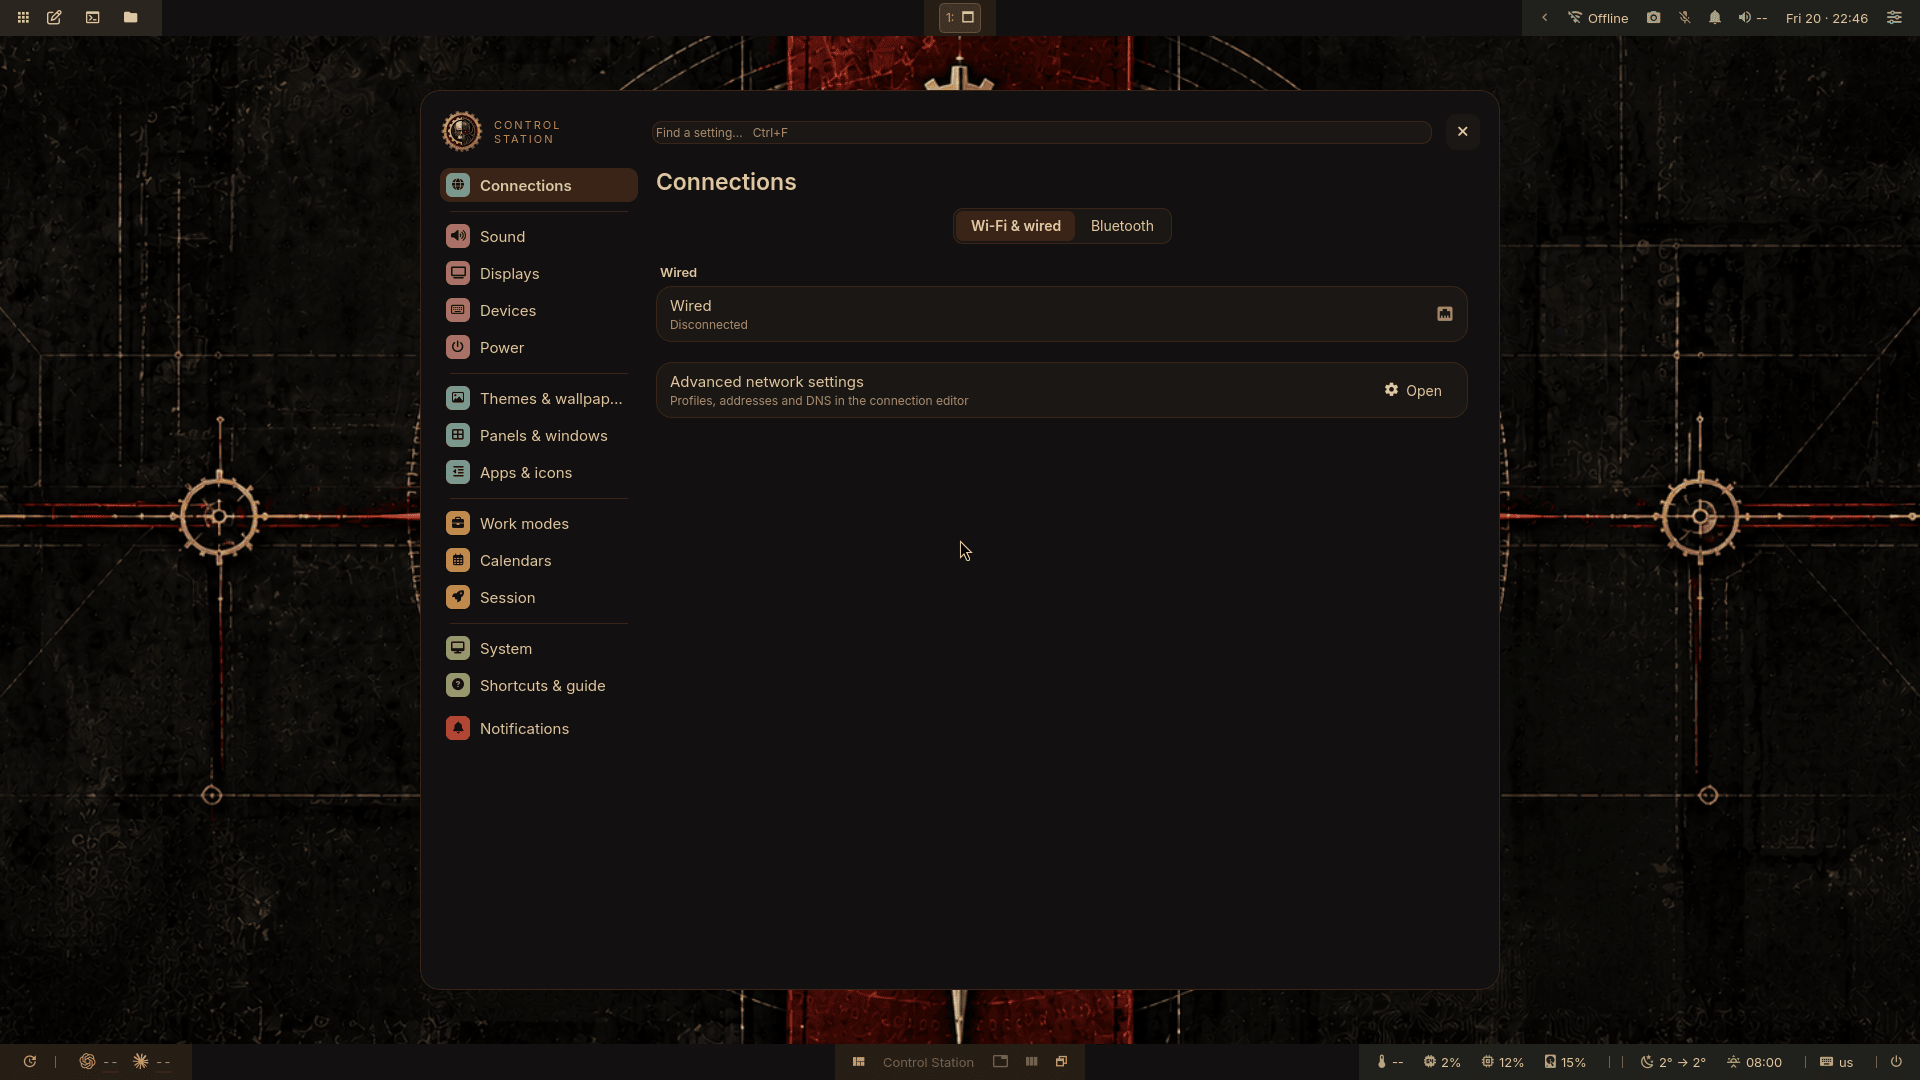 1:
Offline
--
Fri 20 · 22:46
CONTROL
STATION
Find a setting... Ctrl+F
Connections
Sound
Displays
Devices
Power
Themes & wallpap...
Panels & windows
Apps & icons
Work modes
Calendars
Session
System
Shortcuts & guide
Notifications
Connections
Wi-Fi & wired
Bluetooth
Wired
Wired
Disconnected
Advanced network settings
Profiles, addresses and DNS in the connection editor
Open
-- --
Control Station
--
2%
12%
15%
2° → 2°
08:00
us